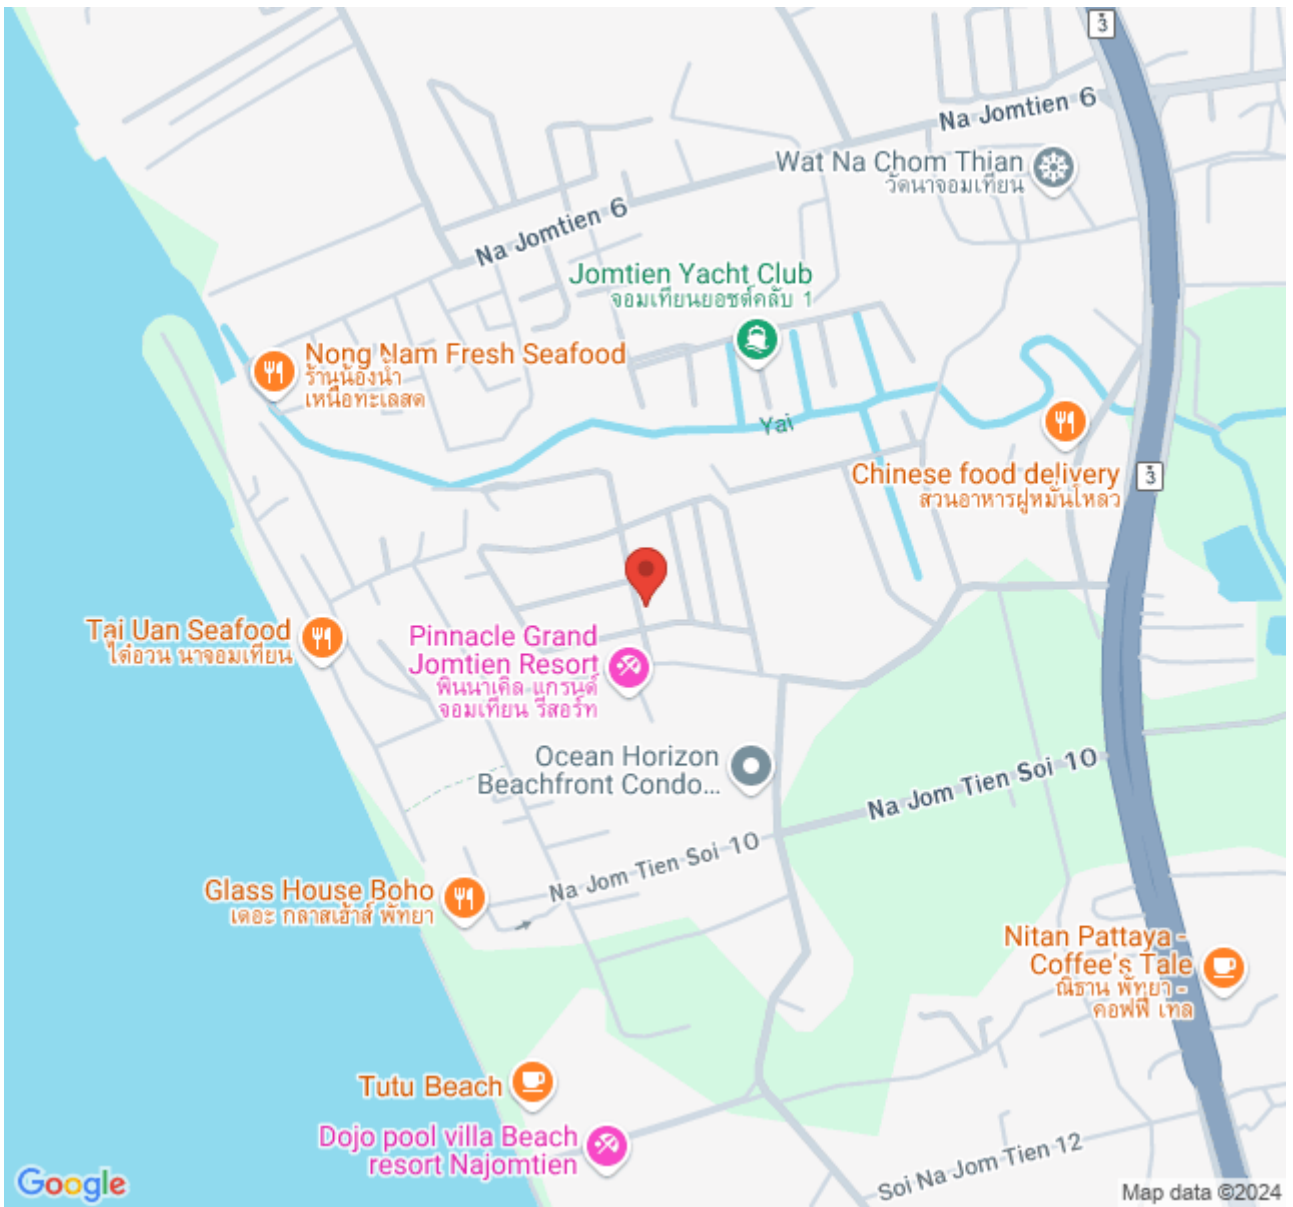 3
Na Jomtien 6
Wat Na Chom Thian
วัดนาจอมเทียน
Na Jomtien 6
Jomtien Yacht Club
จอมเทียนยอชต์คลับ 1
Nong Nam Fresh Seafood
ร้านน้องน้ำ
เหนือทะเลสด
Yai
Chinese food delivery
สวนอาหารฝูหมั่นโหลว
3
Tai Uan Seafood
ไต๋อวน นาจอมเทียน
Pinnacle Grand
Jomtien Resort
พินนาเคิล แกรนด์
จอมเทียน รีสอร์ท
Ocean Horizon
Beachfront Condo...
Na Jom Tien Soi 10
Na Jom Tien Soi 10
Glass House Boho
เดอะ กลาสเฮ้าส์ พัทยา
Nitan Pattaya -
Coffee's Tale
ณิธาน พัทยา -
คอฟฟี่ เทล
Tutu Beach
Dojo pool villa Beach
resort Najomtien
Soi Na Jom Tien 12
Google
Map data ©2024